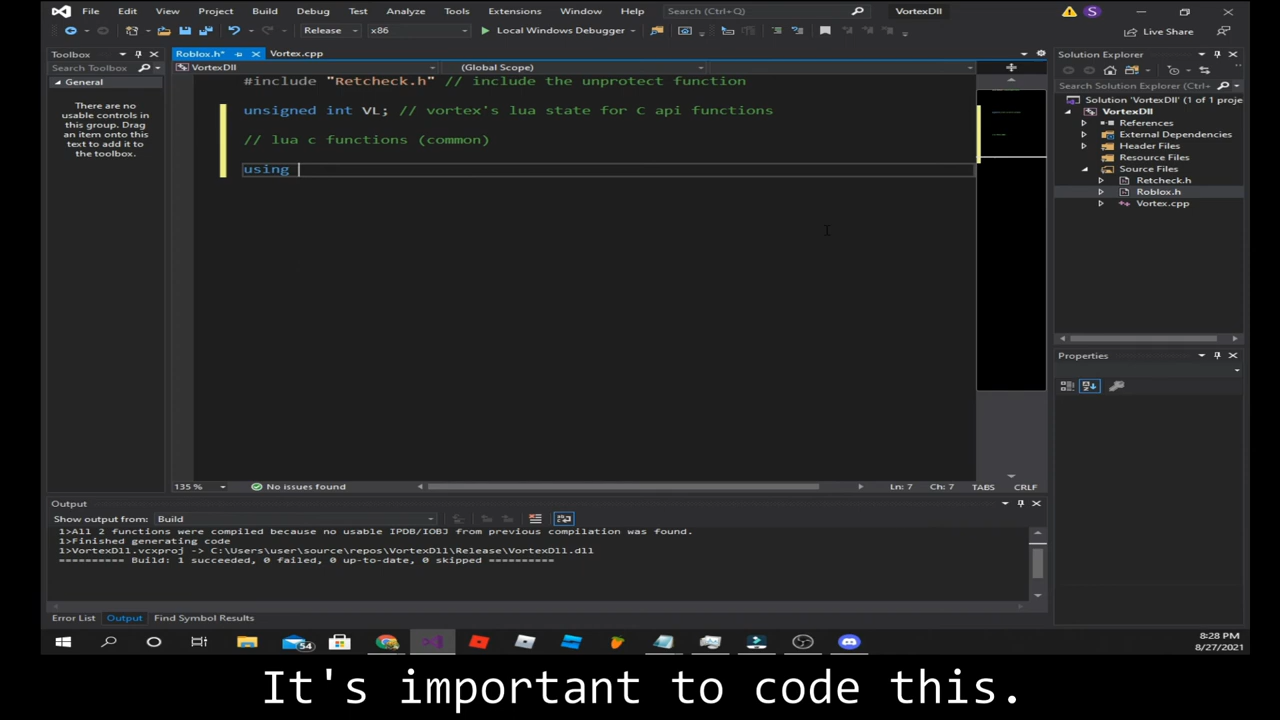 File Edit View Project Build Debug Test Analyze Tools Extensions Window Help Search (Ctrl+Q) VortexDll S
Release x86 Local Windows Debugger Live Share
Toolbox
Search Toolbox
General
There are no
usable controls in
this group. Drag
an item onto this
text to add it to
the toolbox.
Roblox.h* Vortex.cpp
VortexDll (Global Scope)
#include "Retcheck.h" // include the unprotect function
unsigned int VL; // vortex's lua state for C api functions
// lua c functions (common)
using
135 % No issues found Ln: 7 Ch: 7 TABS CRLF
Solution Explorer
Search Solution Explorer (Ctrl+
Solution 'VortexDll' (1 of 1 proje
VortexDll
References
External Dependencies
Header Files
Resource Files
Source Files
Retcheck.h
Roblox.h
Vortex.cpp
Properties
Output
Show output from: Build
1>All 2 functions were compiled because no usable IPDB/IOBJ from previous compilation was found.
1>Finished generating code
1>VortexDll.vcxproj -> C:\Users\user\source\repos\VortexDll\Release\VortexDll.dll
========== Build: 1 succeeded, 0 failed, 0 up-to-date, 0 skipped ==========
Error List Output Find Symbol Results
54
8:28 PM
8/27/2021
It's important to code this.